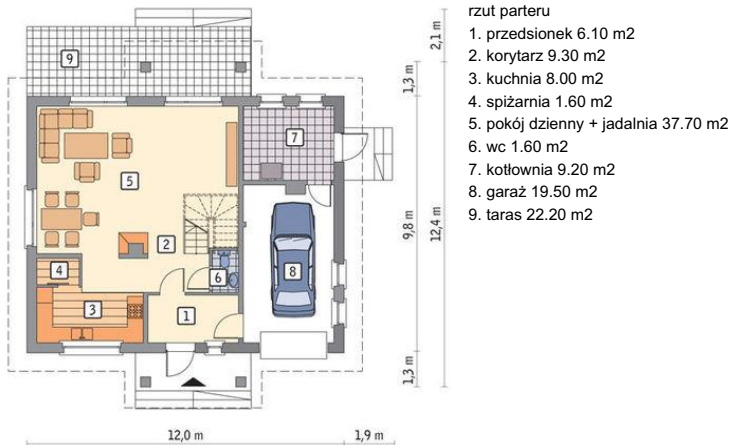 rzut parteru
1. przedsionek 6.10 m2
2. korytarz 9.30 m2
3. kuchnia 8.00 m2
4. spiżarnia 1.60 m2
5. pokój dzienny + jadalnia 37.70 m2
6. wc 1.60 m2
7. kotłownia 9.20 m2
8. garaż 19.50 m2
9. taras 22.20 m2
9
7
5
2
4
6
8
3
1
2,1 m
1,3 m
9,8 m
12,4 m
1,3 m
12,0 m
1,9 m